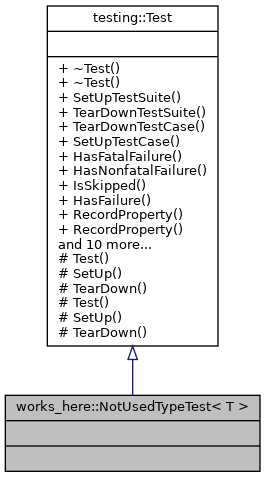 testing::Test
+ ~Test()
+ ~Test()
+ SetUpTestSuite()
+ TearDownTestSuite()
+ TearDownTestCase()
+ SetUpTestCase()
+ HasFatalFailure()
+ HasNonfatalFailure()
+ IsSkipped()
+ HasFailure()
+ RecordProperty()
+ RecordProperty()
and 10 more...
# Test()
# SetUp()
# TearDown()
# Test()
# SetUp()
# TearDown()
works_here::NotUsedTypeTest< T >